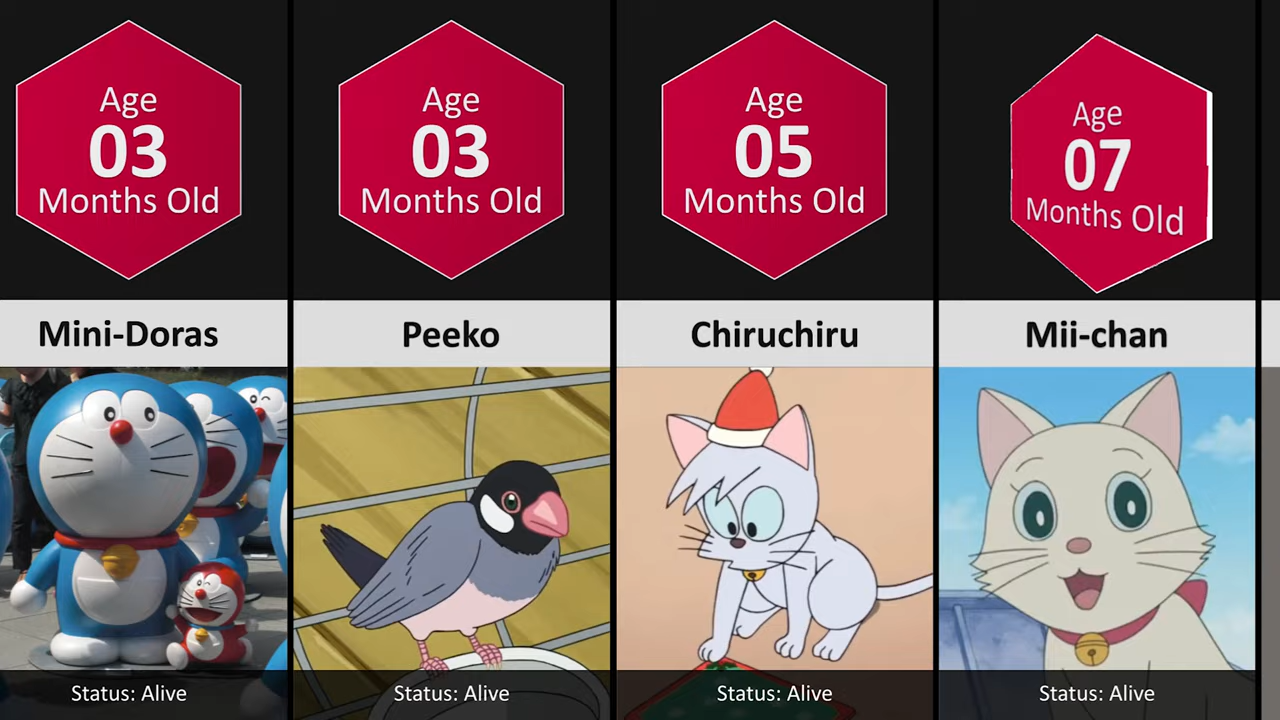 Age
03
Months Old
Mini-Doras
Status: Alive
Age
03
Months Old
Peeko
Status: Alive
Age
05
Months Old
Chiruchiru
Status: Alive
Age
07
Months Old
Mii-chan
Status: Alive